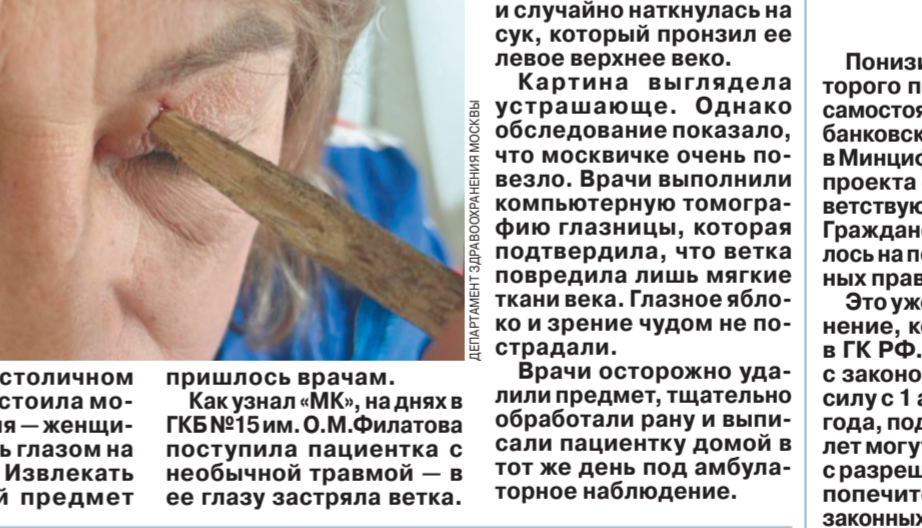 столичном
стоила мо-
— женщи-
глазом на
Извлекать
предмет
пришлось врачам.
Как узнал «МК», на днях в
ГКБ №15 им. О.М.Филатова
поступила пациентка с
необычной травмой — в
ее глазу застряла ветка.
ДЕПАРТАМЕНТ ЗДРАВООХРАНЕНИЯ МОСКВЫ
и случайно наткнулась на
сук, который пронзил ее
левое верхнее веко.
Картина выглядела
устрашающе. Однако
обследование показало,
что москвичке очень по-
везло. Врачи выполнили
компьютерную томогра-
фию глазницы, которая
подтвердила, что ветка
повредила лишь мягкие
ткани века. Глазное ябло-
ко и зрение чудом не по-
страдали.
Врачи осторожно уда-
лили предмет, тщательно
обработали рану и выпи-
сали пациентку домой в
тот же день под амбула-
торное наблюдение.
Понизи
торого п
самостоя
банковск
в Минциф
проекта
ветствую
Граждан
лось на п
ных прав
Это уж
нение, к
в ГК РФ.
с законо
силу с 1 а
года, под
лет могу
с разреш
попечит
законных